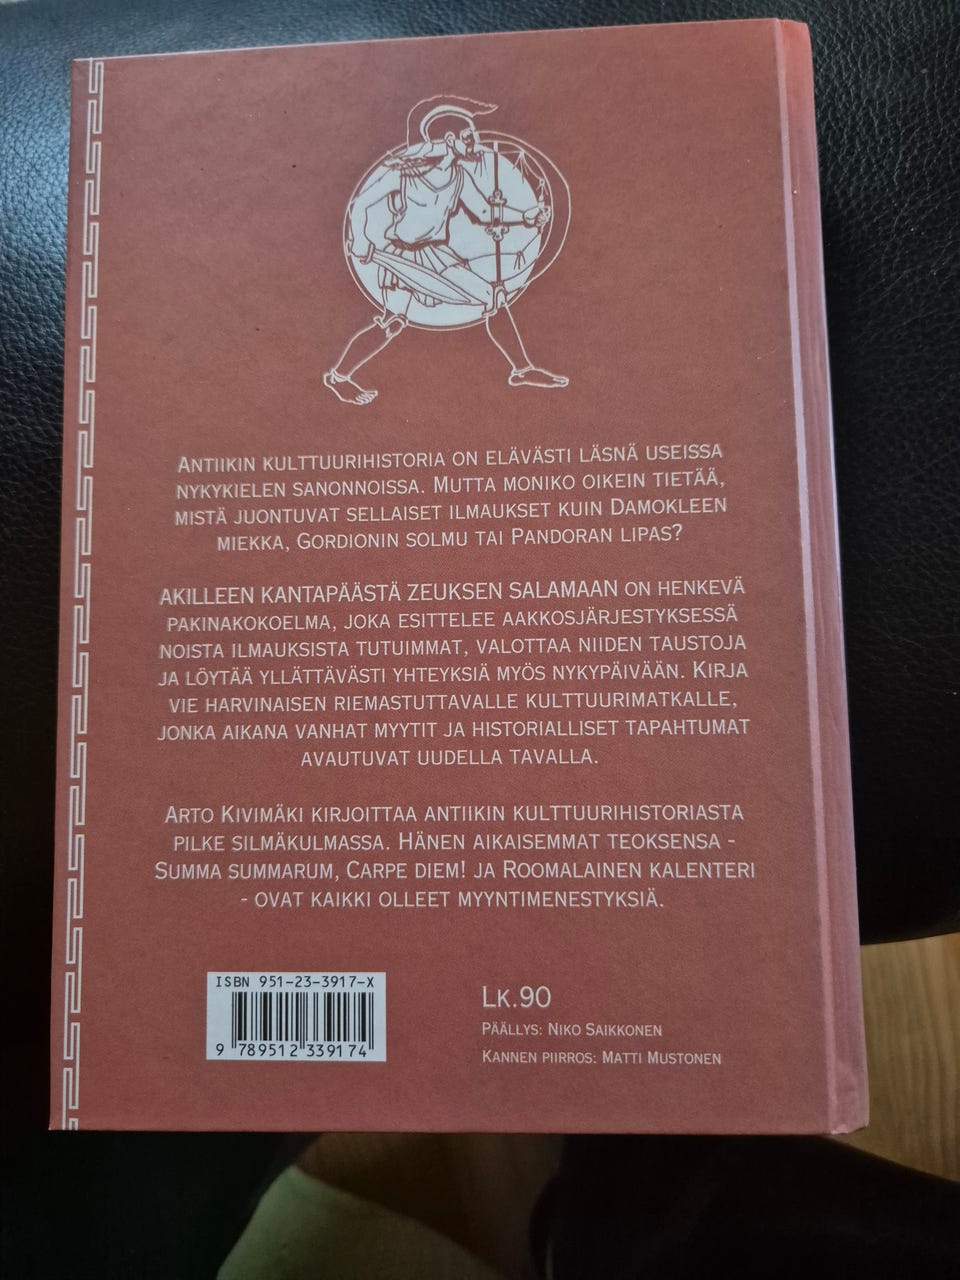 Antiikin kulttuurihistoria on elävästi läsnä useissa
nykykielen sanonnoissa. Mutta moniko oikein tietää,
mistä juontuvat sellaiset ilmaukset kuin Damokleen
miekka, Gordionin solmu tai Pandoran lipas?
AKILLEEN KANTAPÄÄSTÄ ZEUKSEN SALAMAAN on henkevä
pakinakokoelma, joka esittelee aakkosjärjestyksessä
noista ilmauksista tutuimmat, valottaa niiden taustoja
ja löytää yllättävästi yhteyksiä myös nykypäivään. Kirja
vie harvinaisen riemastuttavalle kulttuurimatkalle,
jonka aikana vanhat myytit ja historialliset tapahtumat
avautuvat uudella tavalla.
Arto Kivimäki kirjoittaa antiikin kulttuurihistoriasta
pilke silmäkulmassa. Hänen aikaisemmat teoksensa -
Summa summarum, Carpe diem! ja Roomalainen kalenteri
- ovat kaikki olleet myyntimenestyksiä.
ISBN 951-23-3917-X
9 789512 339174
Lk.90
Päällys: Niko Saikkonen
Kannen piirros: Matti Mustonen